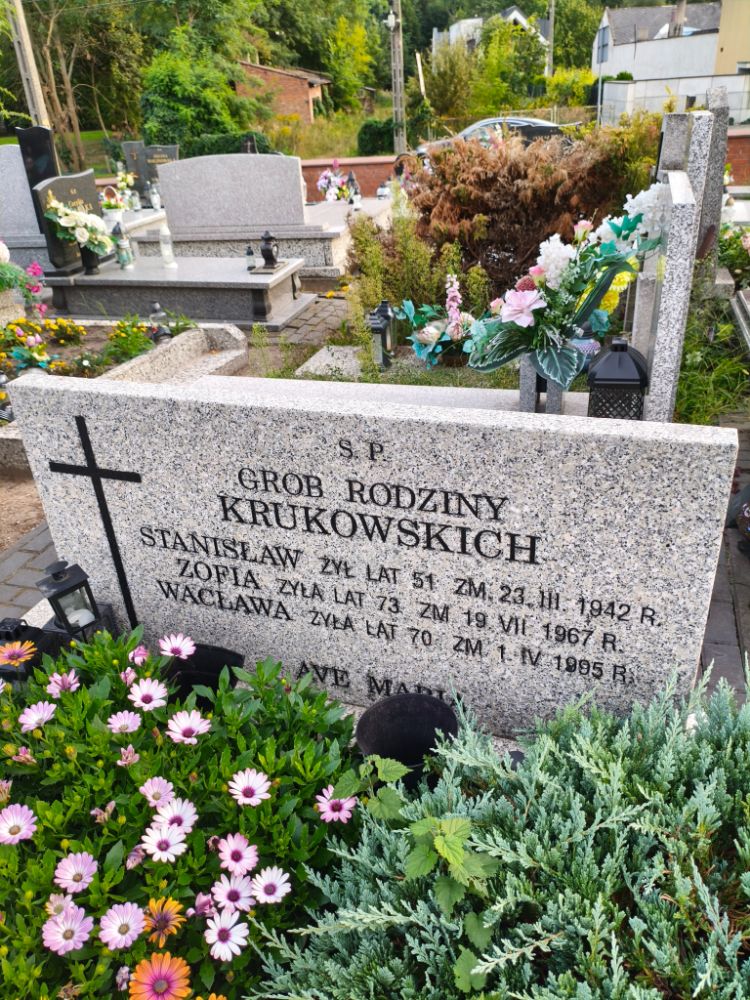 S. P.
GROB RODZINY
KRUKOWSKICH
STANISŁAW ŻYŁ LAT 51 ZM. 23. III. 1942 R.
ZOFIA ŻYŁA LAT 73 ZM 19 VII 1967 R.
WACŁAWA ŻYŁA LAT 70 ZM 1 IV 1995 R.
AVE